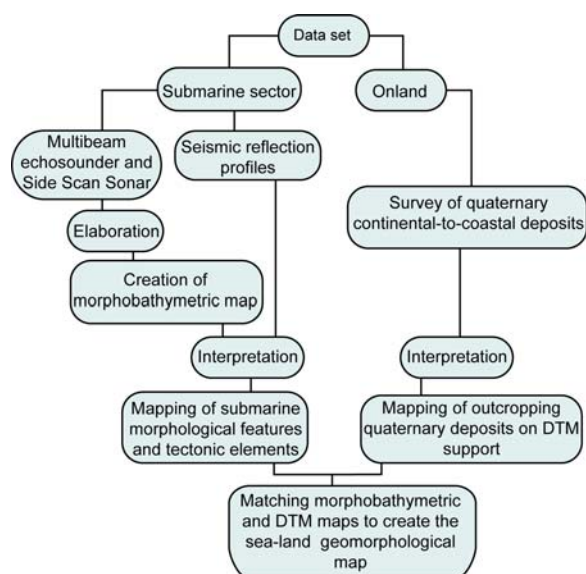 Data set
Submarine sector
Onland
Multibeam
echosounder and
Side Scan Sonar
Seismic reflection
profiles
Survey of quaternary
continental-to-coastal deposits
Elaboration
Creation of
morphobathymetric map
Interpretation
Interpretation
Mapping of submarine
morphological features
and tectonic elements
Mapping of outcropping
quaternary deposits on DTM
support
Matching morphobathymetric
and DTM maps to create the
sea-land geomorphological
map